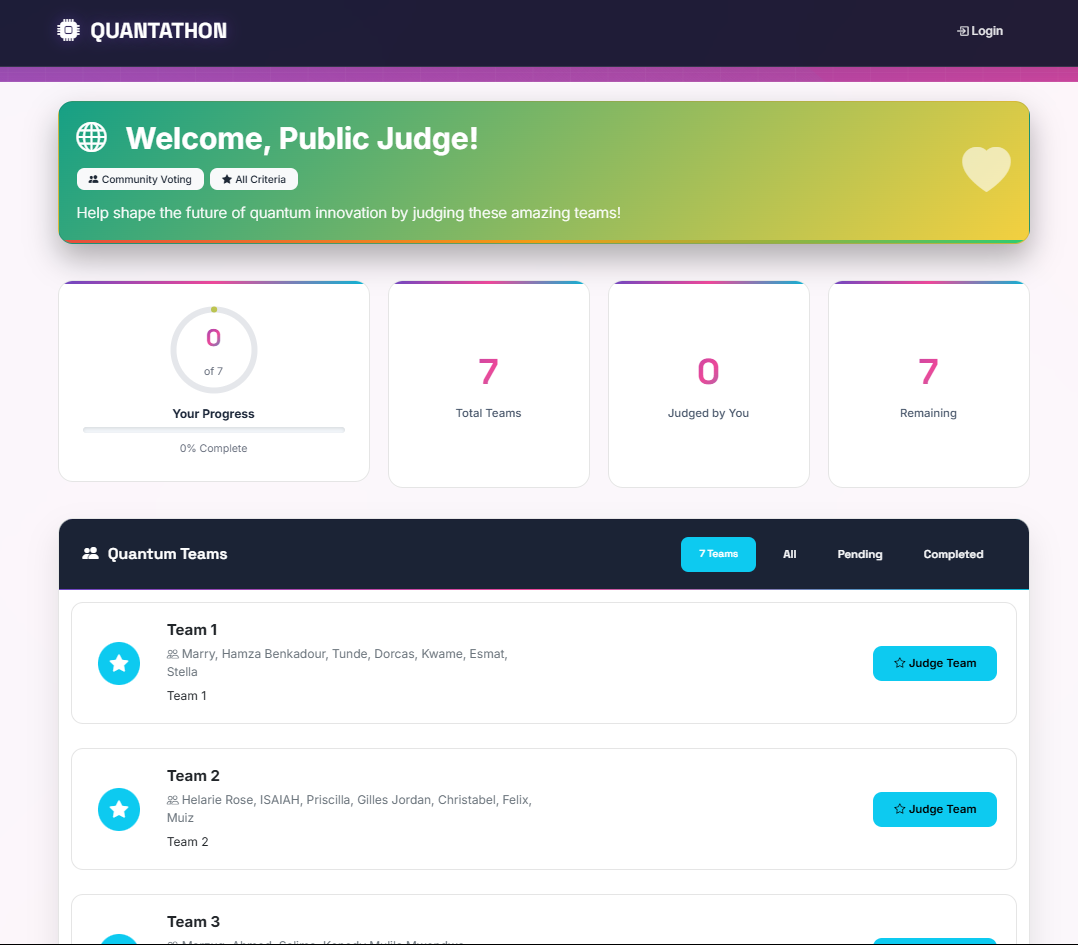 QUANTATHON
Login
Welcome, Public Judge!
Community Voting
All Criteria
Help shape the future of quantum innovation by judging these amazing teams!
0
of 7
Your Progress
0% Complete
7
Total Teams
0
Judged by You
7
Remaining
Quantum Teams
7 Teams
All
Pending
Completed
Team 1
Marry, Hamza Benkadour, Tunde, Dorcas, Kwame, Esmat,
Stella
Team 1
Judge Team
Team 2
Helarie Rose, ISAIAH, Priscilla, Gilles Jordan, Christabel, Felix,
Muiz
Team 2
Judge Team
Team 3